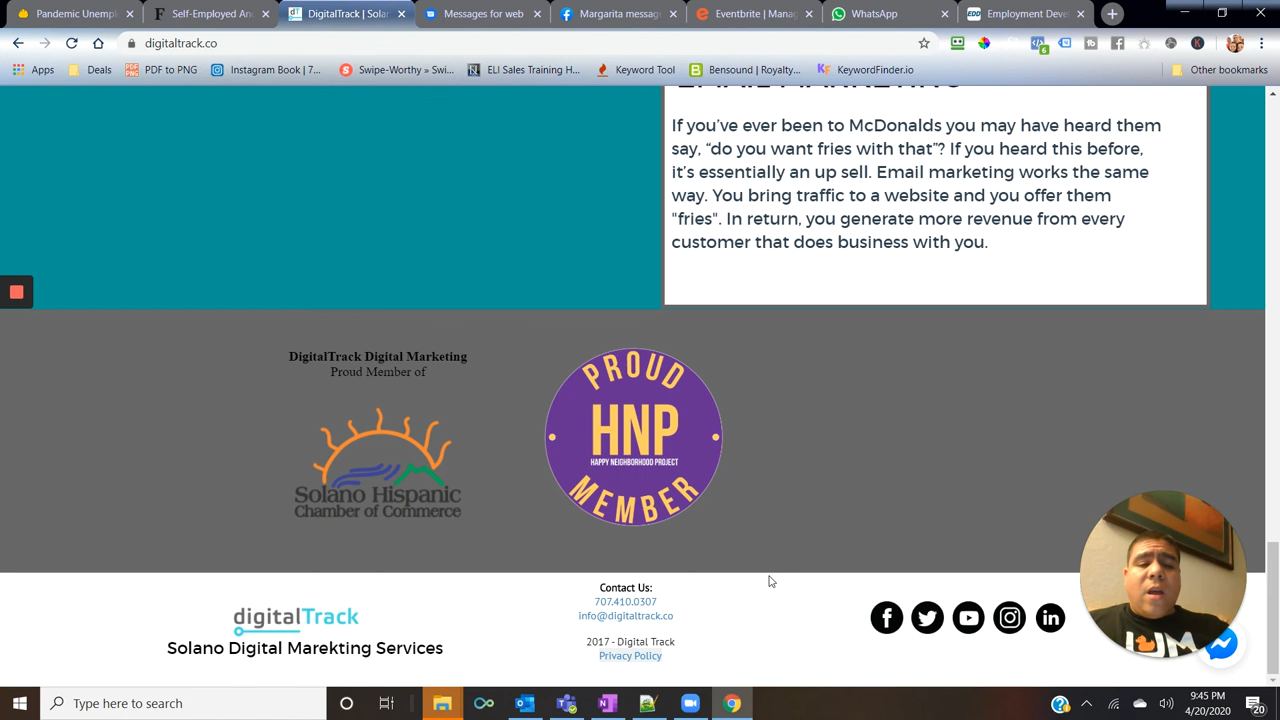 Pandemic Unempl
Self-Employed An
DigitalTrack | Sola
Messages for web
Margarita messag
Eventbrite | Manag
WhatsApp
EDD
Employment Deve
digitaltrack.co
6
K
Apps
Deals
PDF to PNG
Instagram Book | 7...
Swipe-Worthy » Swi...
ELI Sales Training H...
Keyword Tool
Bensound | Royalty...
KeywordFinder.io
Other bookmarks
EMAIL MARKETING
If you’ve ever been to McDonalds you may have heard them
say, “do you want fries with that”? If you heard this before,
it’s essentially an up sell. Email marketing works the same
way. You bring traffic to a website and you offer them
"fries". In return, you generate more revenue from every
customer that does business with you.
DigitalTrack Digital Marketing
Proud Member of
Solano Hispanic
Chamber of Commerce
PROUD
HNP
HAPPY NEIGHBORHOOD PROJECT
MEMBER
digitalTrack
Solano Digital Marekting Services
Contact Us:
707.410.0307
info@digitaltrack.co
2017 - Digital Track
Privacy Policy
Type here to search
9:45 PM
4/20/2020
20